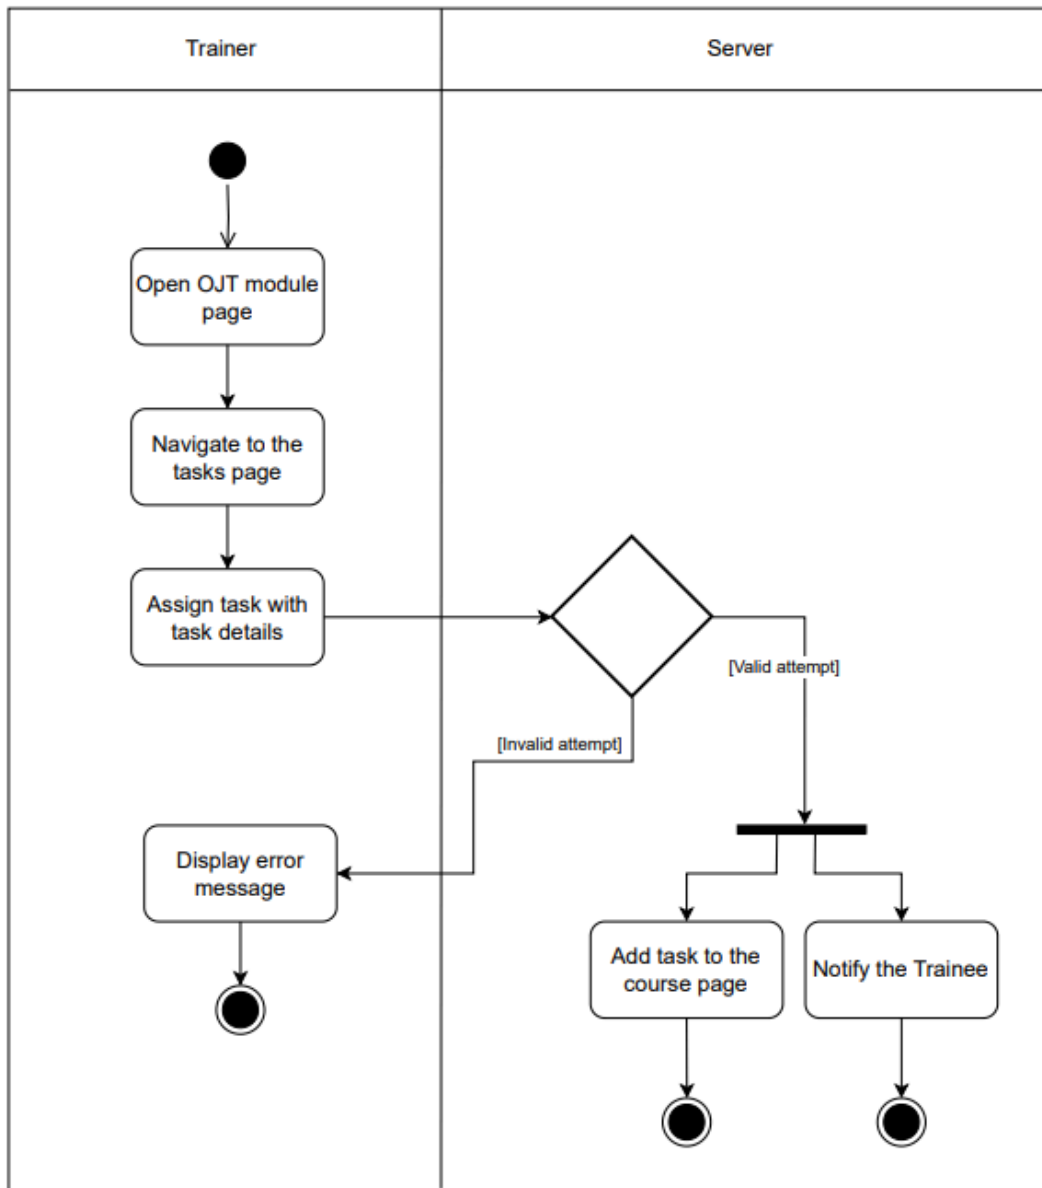 Trainer
Server
Open OJT module
page
Navigate to the
tasks page
Assign task with
task details
[Valid attempt]
[Invalid attempt]
Display error
message
Add task to the
course page
Notify the Trainee